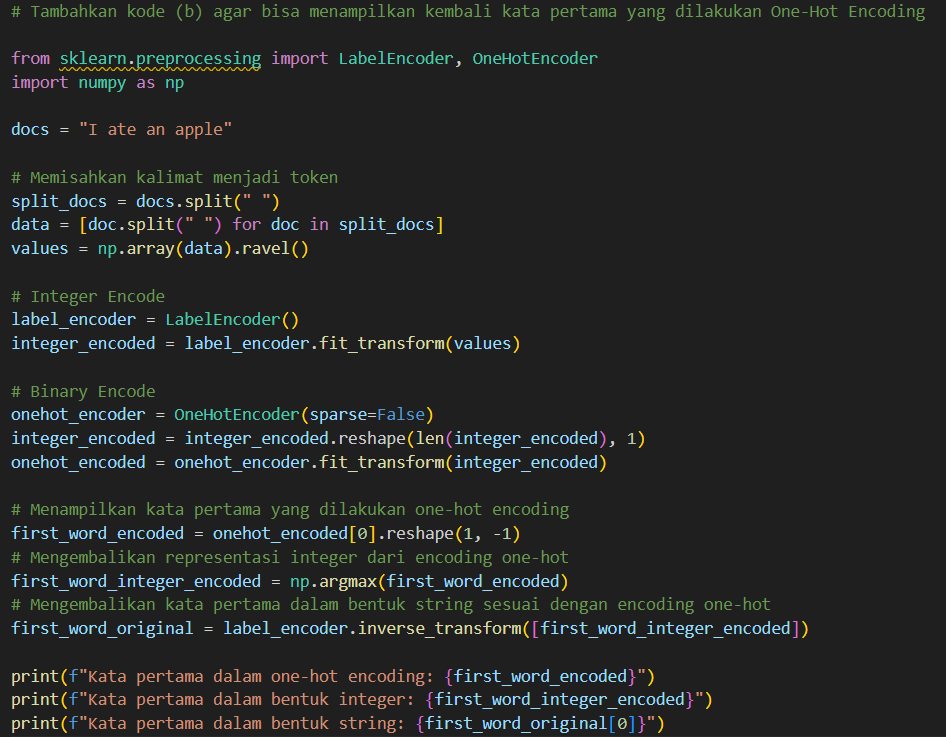 # Tambahkan kode (b) agar bisa menampilkan kembali kata pertama yang dilakukan One-Hot Encoding
from sklearn.preprocessing import LabelEncoder, OneHotEncoder
import numpy as np
docs = "I ate an apple"
# Memisahkan kalimat menjadi token
split_docs = docs.split(" ")
data = [doc.split(" ") for doc in split_docs]
values = np.array(data).ravel()
# Integer Encode
label_encoder = LabelEncoder()
integer_encoded = label_encoder.fit_transform(values)
# Binary Encode
onehot_encoder = OneHotEncoder(sparse=False)
integer_encoded = integer_encoded.reshape(len(integer_encoded), 1)
onehot_encoded = onehot_encoder.fit_transform(integer_encoded)
# Menampilkan kata pertama yang dilakukan one-hot encoding
first_word_encoded = onehot_encoded[0].reshape(1, -1)
# Mengembalikan representasi integer dari encoding one-hot
first_word_integer_encoded = np.argmax(first_word_encoded)
# Mengembalikan kata pertama dalam bentuk string sesuai dengan encoding one-hot
first_word_original = label_encoder.inverse_transform([first_word_integer_encoded])
print(f"Kata pertama dalam one-hot encoding: {first_word_encoded}")
print(f"Kata pertama dalam bentuk integer: {first_word_integer_encoded}")
print(f"Kata pertama dalam bentuk string: {first_word_original[0]}")